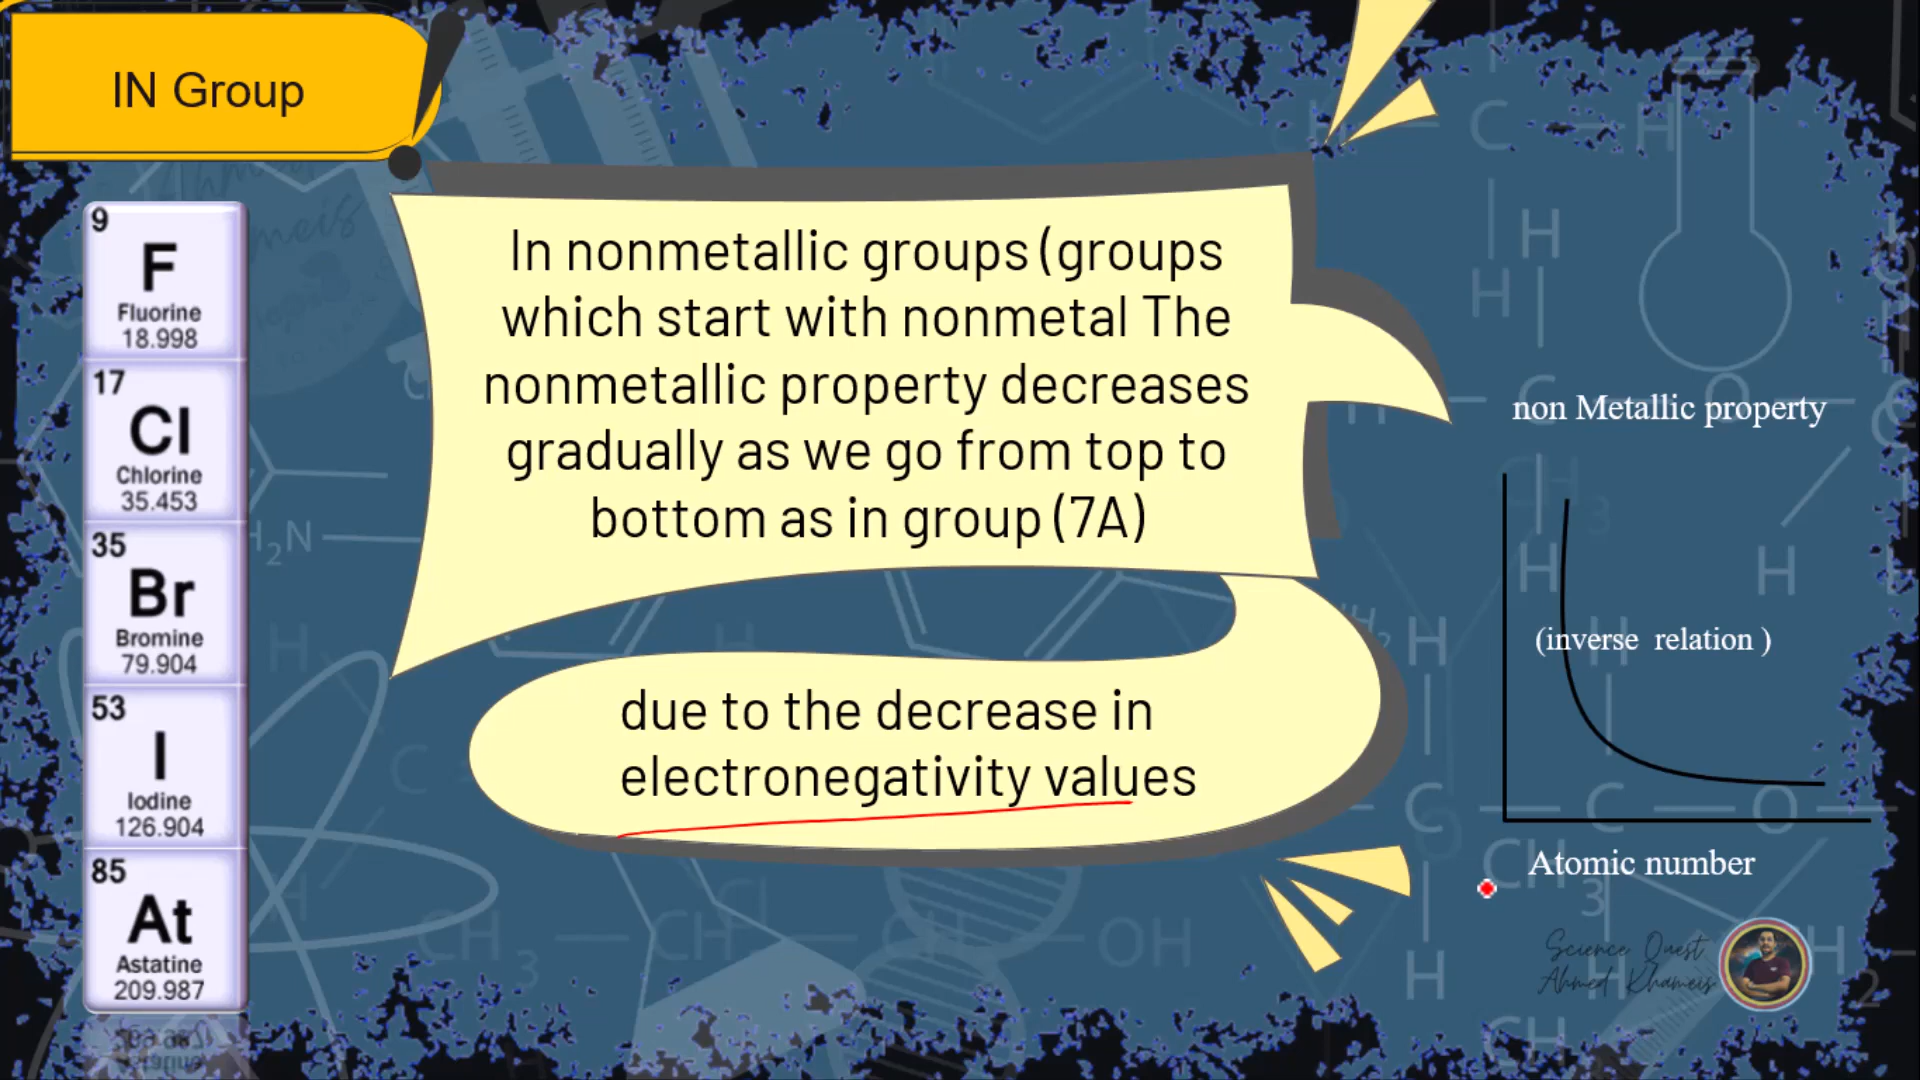 IN Group
9
F
Fluorine
18.998
17
Cl
Chlorine
35.453
35
Br
Bromine
79.904
53
I
Iodine
126.904
85
At
Astatine
209.987
In nonmetallic groups (groups
which start with nonmetal The
nonmetallic property decreases
gradually as we go from top to
bottom as in group (7A)
due to the decrease in
electronegativity values
non Metallic property
(inverse relation )
Atomic number
Science Quest
Ahmed Khameis